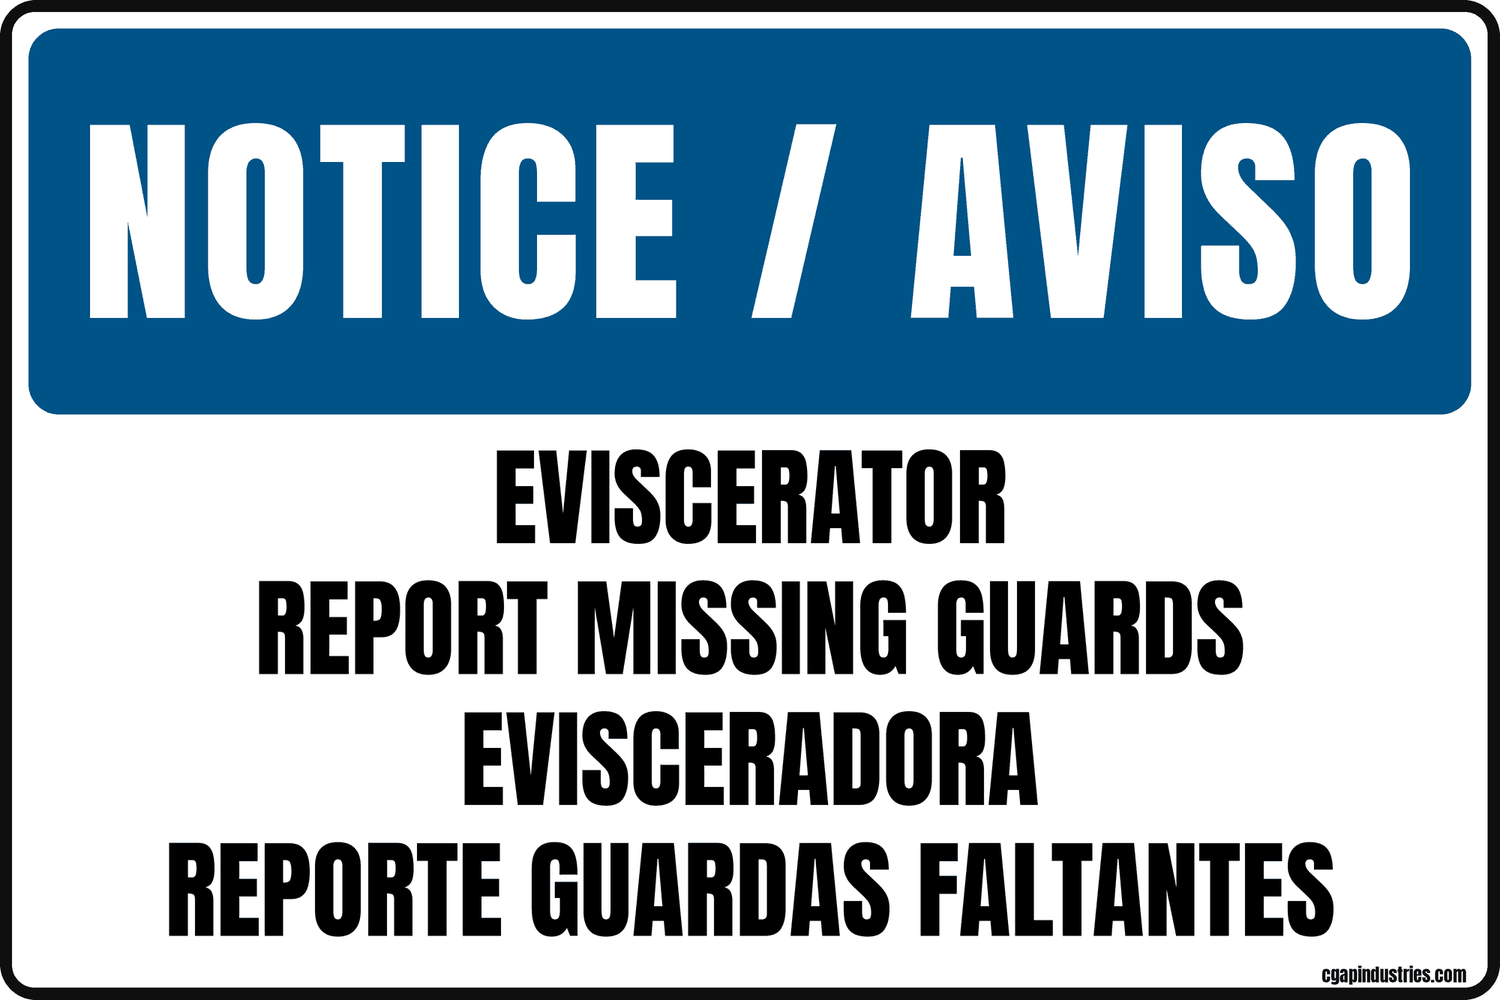 NOTICE / AVISO
EVISCERATOR
REPORT MISSING GUARDS
EVISCERADORA
REPORTE GUARDAS FALTANTES
cgapindustries.com